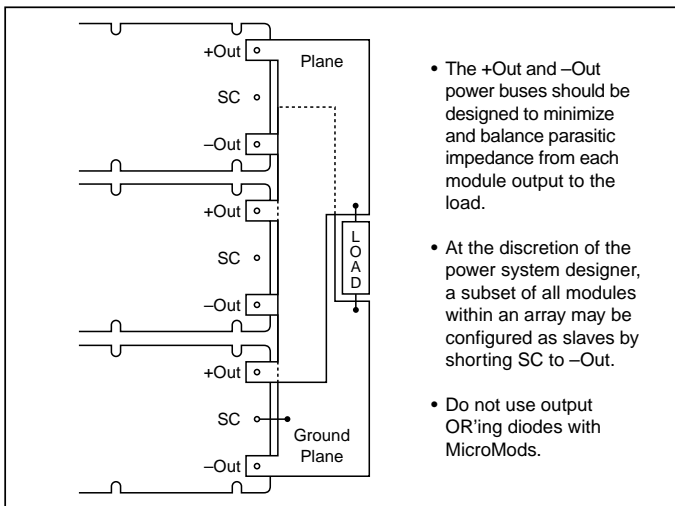 +Out
Plane
SC
–Out
+Out
SC
–Out
+Out
SC
–Out
LOAD
Ground
Plane
• The +Out and –Out
power buses should be
designed to minimize
and balance parasitic
impedance from each
module output to the
load.
• At the discretion of the
power system designer,
a subset of all modules
within an array may be
configured as slaves by
shorting SC to –Out.
• Do not use output
OR'ing diodes with
MicroMods.